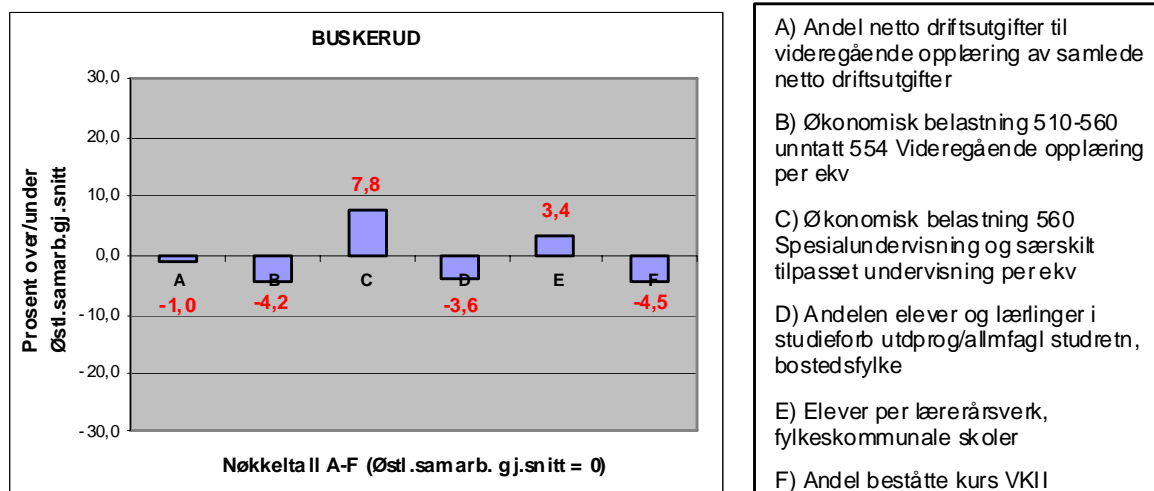 BUSKERUD
Prosent over/under
Østl.samarb.gj.snitt
30,0
20,0
10,0
0,0
-10,0
-20,0
-30,0
A
B
C
D
E
F
-1,0
-4,2
7,8
-3,6
3,4
-4,5
Nøkkeltall A-F (Østl.samarb. gj.snitt = 0)
A) Andel netto driftsutgifter til
videregående opplæring av samlede
netto driftsutgifter
B) Økonomisk belastning 510-560
unntatt 554 Videregående opplæring
per ekv
C) Økonomisk belastning 560
Spesialundervisning og særskilt
tilpasset undervisning per ekv
D) Andelen elever og lærlinger i
studieforb utdprog/allmfagl studretn,
bostedsfylke
E) Elever per lærerårsverk,
fylkeskommunale skoler
F) Andel beståtte kurs VKII